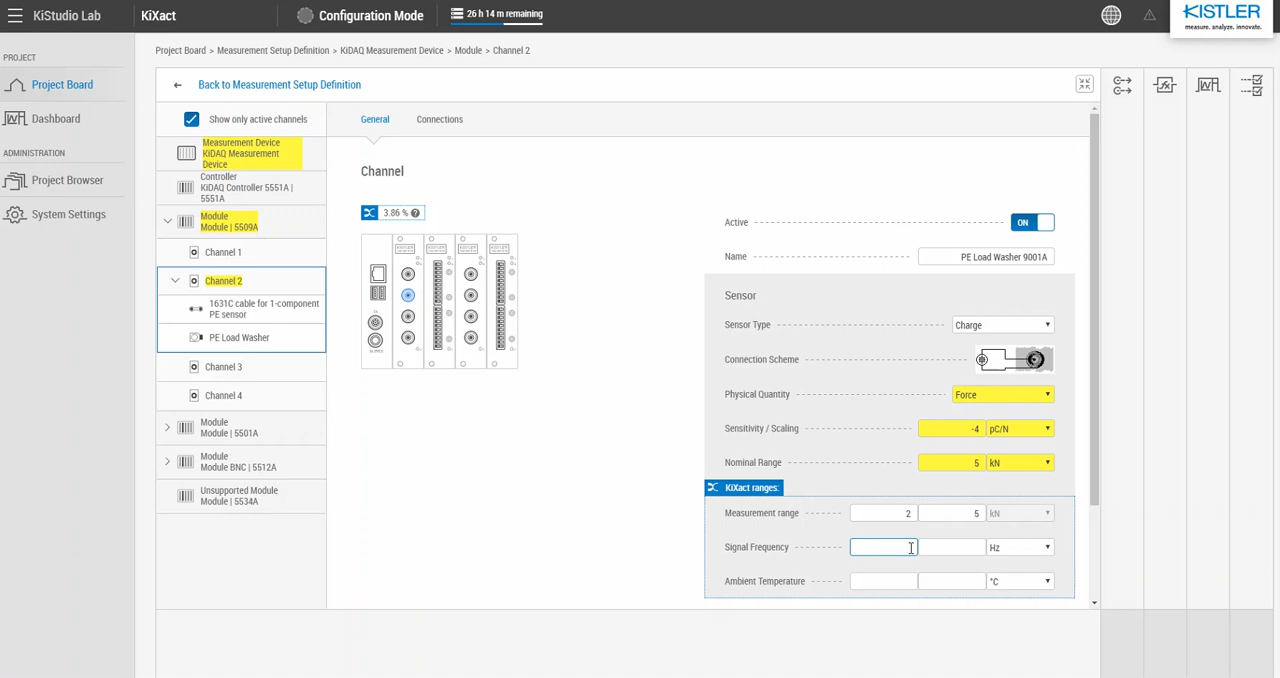 KiStudio Lab
KiXact
Configuration Mode
26 h 14 m remaining
KISTLER
measure. analyze. innovate.
PROJECT
Project Board
Dashboard
ADMINISTRATION
Project Browser
System Settings
Project Board > Measurement Setup Definition > KiDAQ Measurement Device > Module > Channel 2
Back to Measurement Setup Definition
Show only active channels
Measurement Device
KiDAQ Measurement
Device
Controller
KiDAQ Controller 5551A |
5551A
Module
Module | 5509A
Channel 1
Channel 2
1631C cable for 1-component
PE sensor
PE Load Washer
Channel 3
Channel 4
Module
Module | 5501A
Module
Module BNC | 5512A
Unsupported Module
Module | 5534A
General
Connections
Channel
3.86 %
KISTLER
KISTLER
KISTLER
KISTLER
Active
ON
Name
PE Load Washer 9001A
Sensor
Sensor Type
Charge
Connection Scheme
Physical Quantity
Force
Sensitivity / Scaling
-4
pC/N
Nominal Range
5
kN
KiXact ranges:
Measurement range
2
5
kN
Signal Frequency
Hz
Ambient Temperature
°C